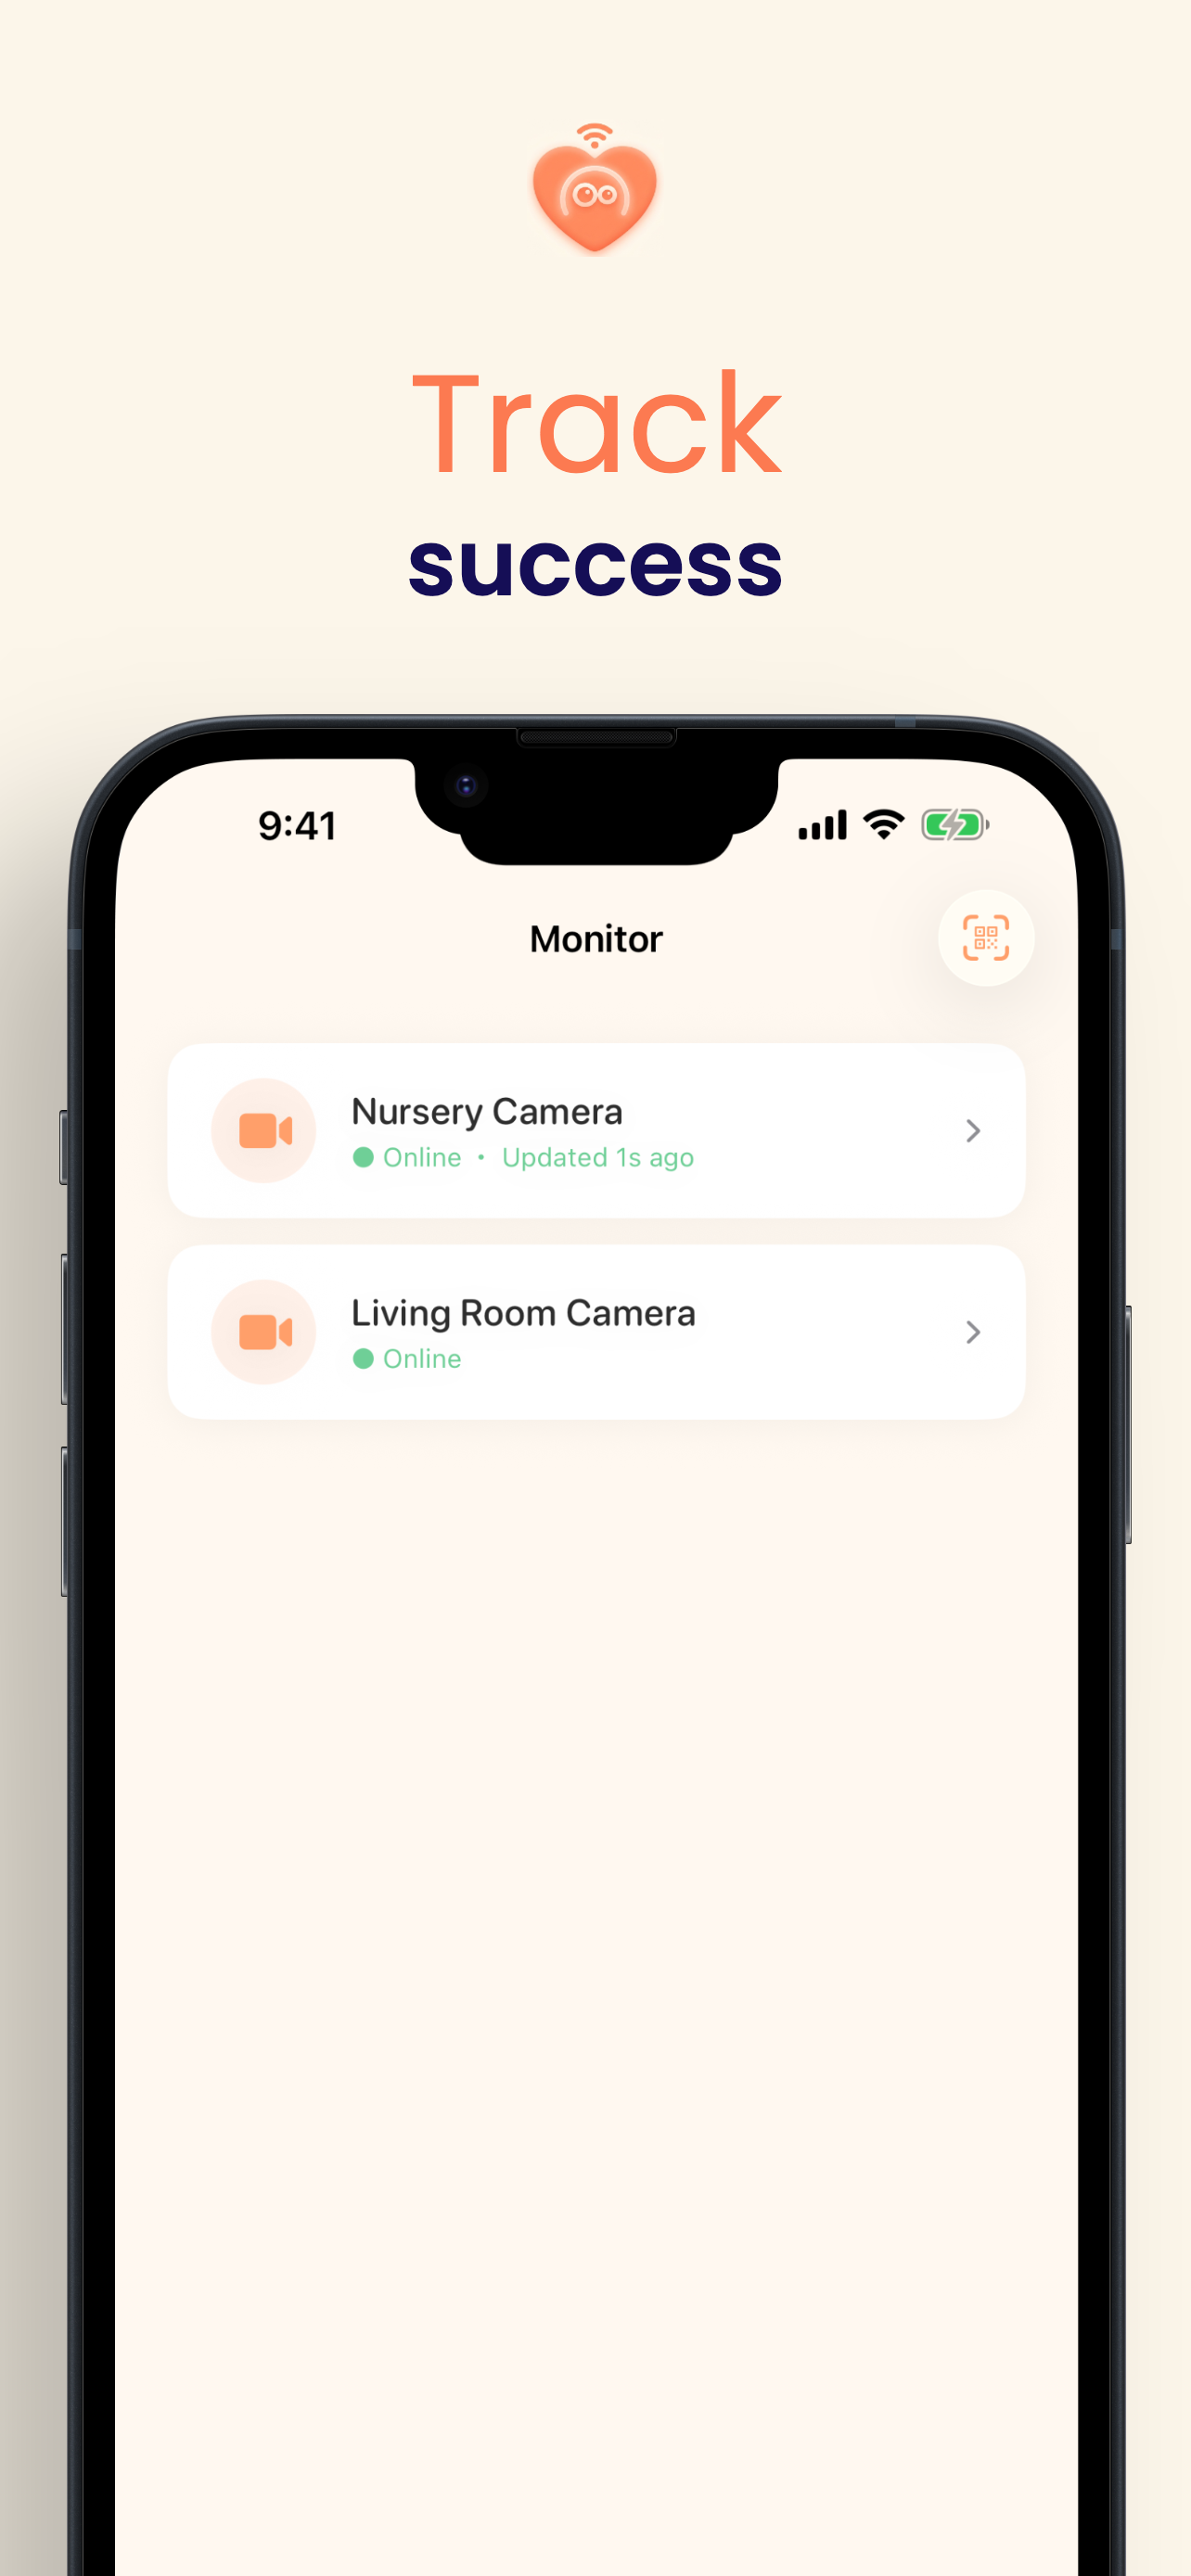 Track
success
9:41
Monitor
Nursery Camera
Online • Updated 1s ago
Living Room Camera
Online